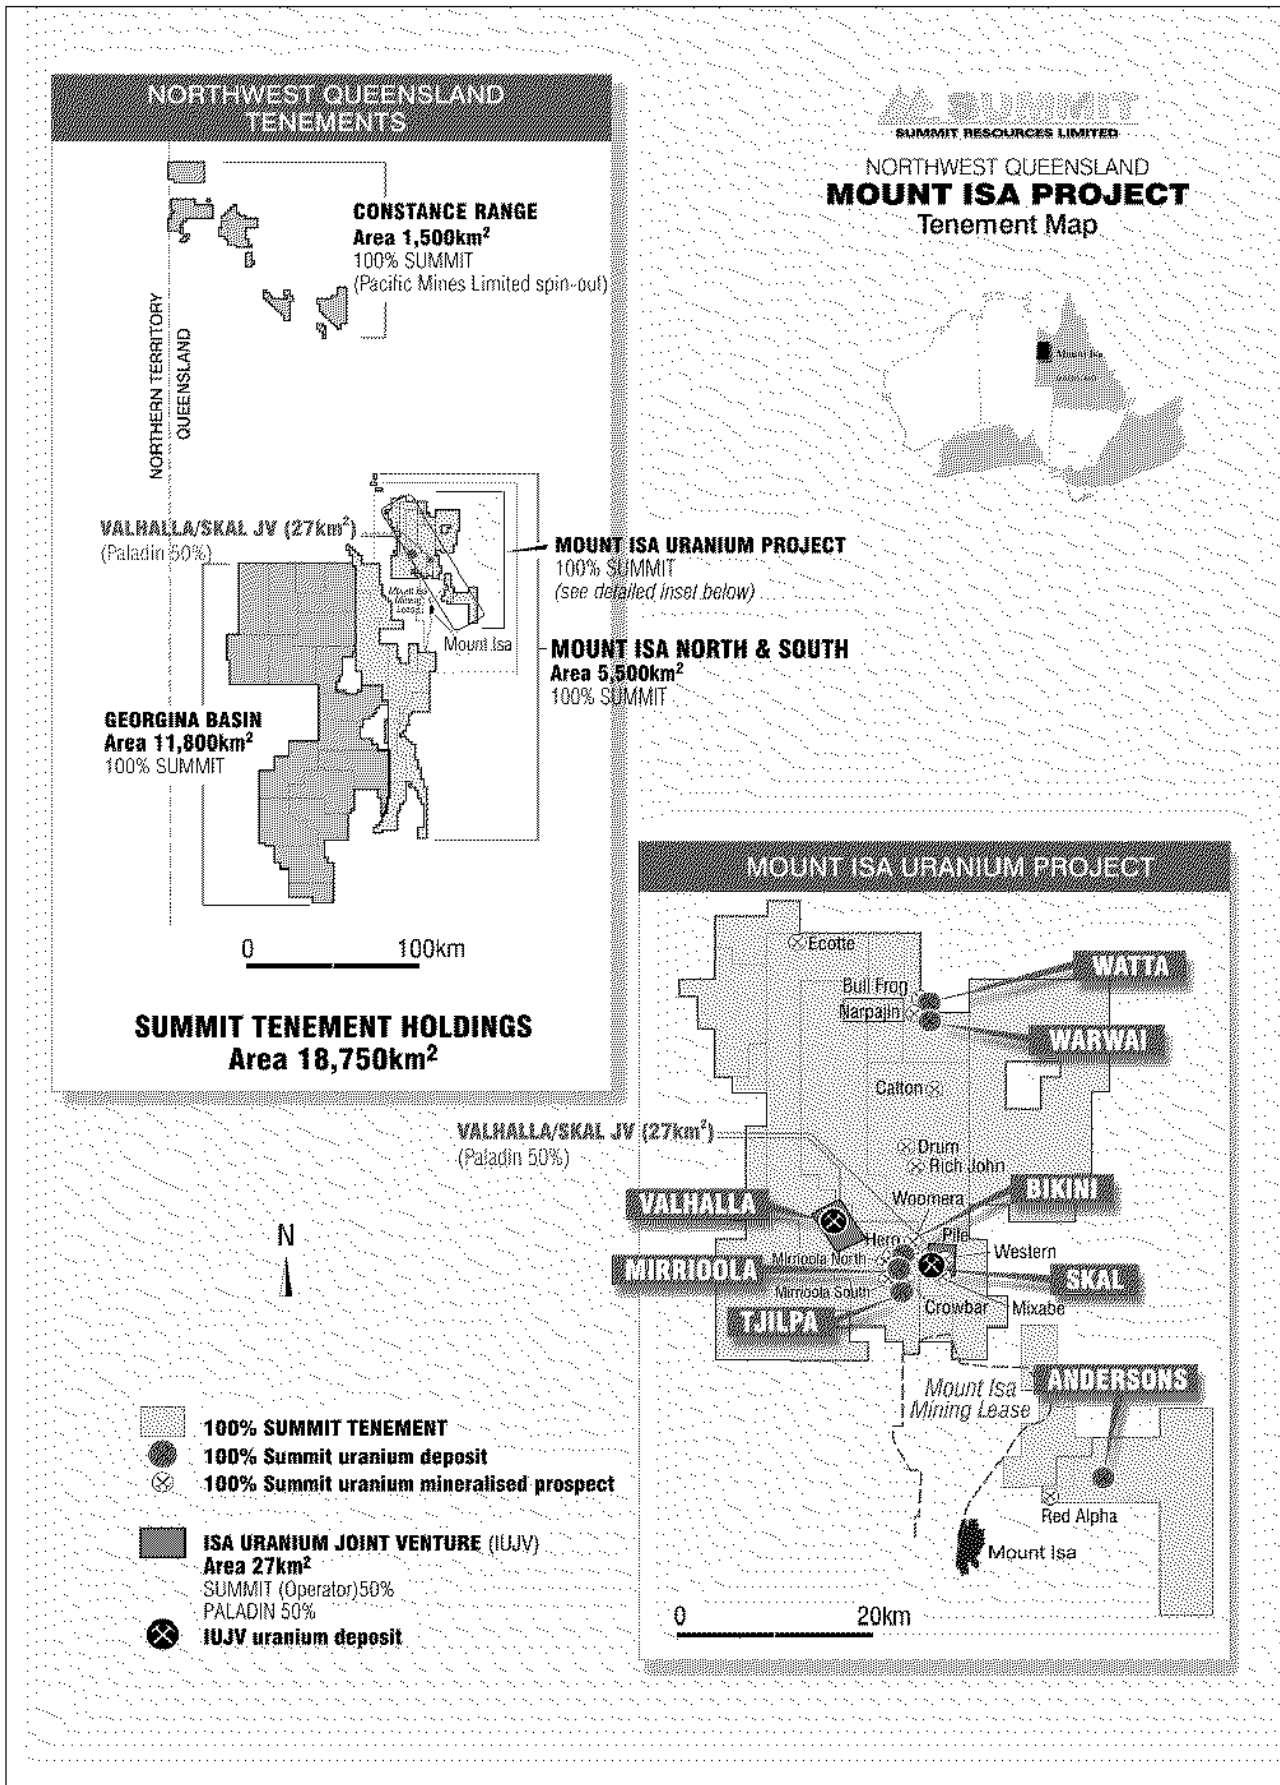 NORTHWEST QUEENSLAND
TENEMENTS
CONSTANCE RANGE
Area 1,500km²
100% SUMMIT
(Pacific Mines Limited spin-out)
NORTHERN TERRITORY
QUEENSLAND
VALHALLA/SKAL JV (27km²)
(Paladin 50%)
MOUNT ISA URANIUM PROJECT
100% SUMMIT
(see detailed inset below)
Mount Isa
Mining
Lease
Mount Isa
MOUNT ISA NORTH & SOUTH
Area 5,500km²
100% SUMMIT
GEORGINA BASIN
Area 11,800km²
100% SUMMIT
0 100km
SUMMIT TENEMENT HOLDINGS
Area 18,750km²
SUMMIT
SUMMIT RESOURCES LIMITED
NORTHWEST QUEENSLAND
MOUNT ISA PROJECT
Tenement Map
Mount Isa
MOUNT ISA URANIUM PROJECT
Ecotte
WATTA
Bull Frog
Narpajin
WARWAI
Calton
VALHALLA/SKAL JV (27km²)
(Paladin 50%)
Drum
Rich John
BIKINI
VALHALLA
Woomera
Hero
Pile
Western
Mirrioola North
MIRRIOOLA
SKAL
Mirrioola South
Crowbar
Mixabe
TJILPA
ANDERSONS
Mount Isa
Mining Lease
Red Alpha
Mount Isa
0 20km
N
100% SUMMIT TENEMENT
100% Summit uranium deposit
100% Summit uranium mineralised prospect
ISA URANIUM JOINT VENTURE (IUJV)
Area 27km²
SUMMIT (Operator)50%
PALADIN 50%
IUJV uranium deposit